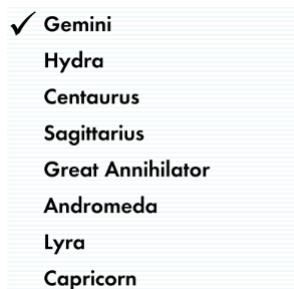 Gemini
Hydra
Centaurus
Sagittarius
Great Annihilator
Andromeda
Lyra
Capricorn